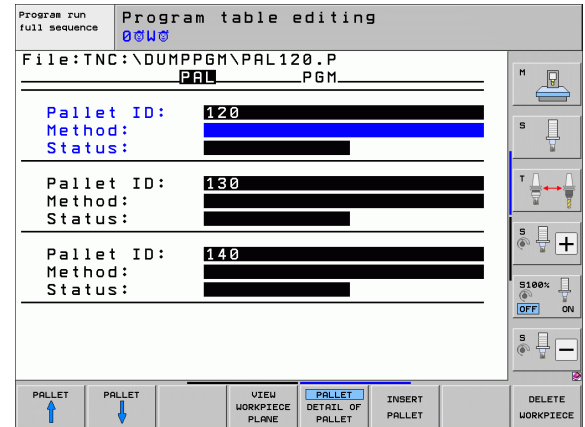 Program run
full sequence
Program table editing
File:TNC:\DUMPPGM\PAL120.P
PAL PGM
Pallet ID: 120
Method:
Status:
Pallet ID: 130
Method:
Status:
Pallet ID: 140
Method:
Status:
M
S
T
S
+
S100%
OFF ON
S
−
PALLET
PALLET
VIEW
WORKPIECE
PLANE
PALLET
DETAIL OF
PALLET
INSERT
PALLET
DELETE
WORKPIECE